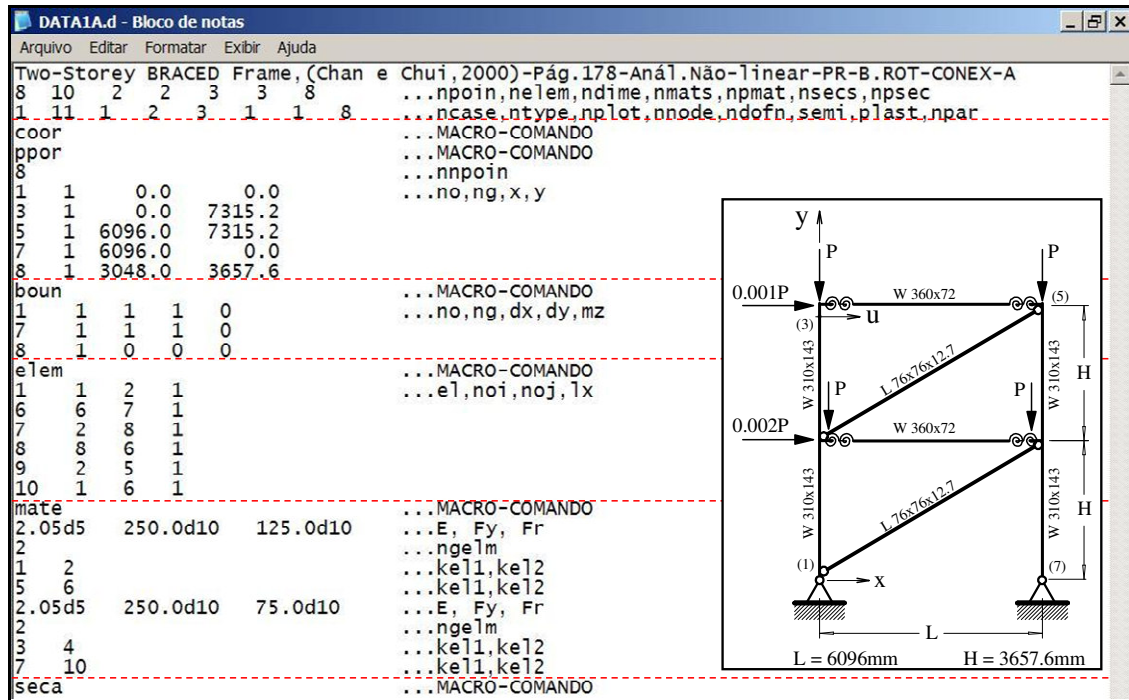 DATA1A.d - Bloco de notas
Arquivo Editar Formatar Exibir Ajuda
Two-Storey BRACED Frame,(Chan e Chui,2000)-Pág.178-Anál.Não-linear-PR-B.ROT-CONEX-A
8 10 2 2 3 3 8 ...npoin,nelem,ndime,nmats,npmat,nsecs,npsec
1 11 1 2 3 1 1 8 ...ncase,ntype,nplot,nnode,ndofn,semi,plast,npar
coor ...MACRO-COMANDO
ppor ...MACRO-COMANDO
8 ...nnpoin
1 1 0.0 0.0 ...no,ng,x,y
3 1 0.0 7315.2
5 1 6096.0 7315.2
7 1 6096.0 0.0
8 1 3048.0 3657.6
boun ...MACRO-COMANDO
1 1 1 1 0 ...no,ng,dx,dy,mz
7 1 1 1 0
8 1 0 0 0
elem ...MACRO-COMANDO
1 1 2 1 ...el,noi,noj,lx
6 6 7 1
7 2 8 1
8 8 6 1
9 2 5 1
10 1 6 1
mate ...MACRO-COMANDO
2.05d5 250.0d10 125.0d10 ...E, Fy, Fr
2 ...ngelm
1 2 ...kel1,kel2
5 6 ...kel1,kel2
2.05d5 250.0d10 75.0d10 ...E, Fy, Fr
2 ...ngelm
3 4 ...kel1,kel2
7 10 ...kel1,kel2
seca ...MACRO-COMANDO
y
P P
0.001P W 360x72 (5)
(3) u
W 310x143 L 76x76x12.7 W 310x143 H
P P
0.002P W 360x72
W 310x143 L 76x76x12.7 W 310x143 H
(1) (7)
x
L
L = 6096mm H = 3657.6mm